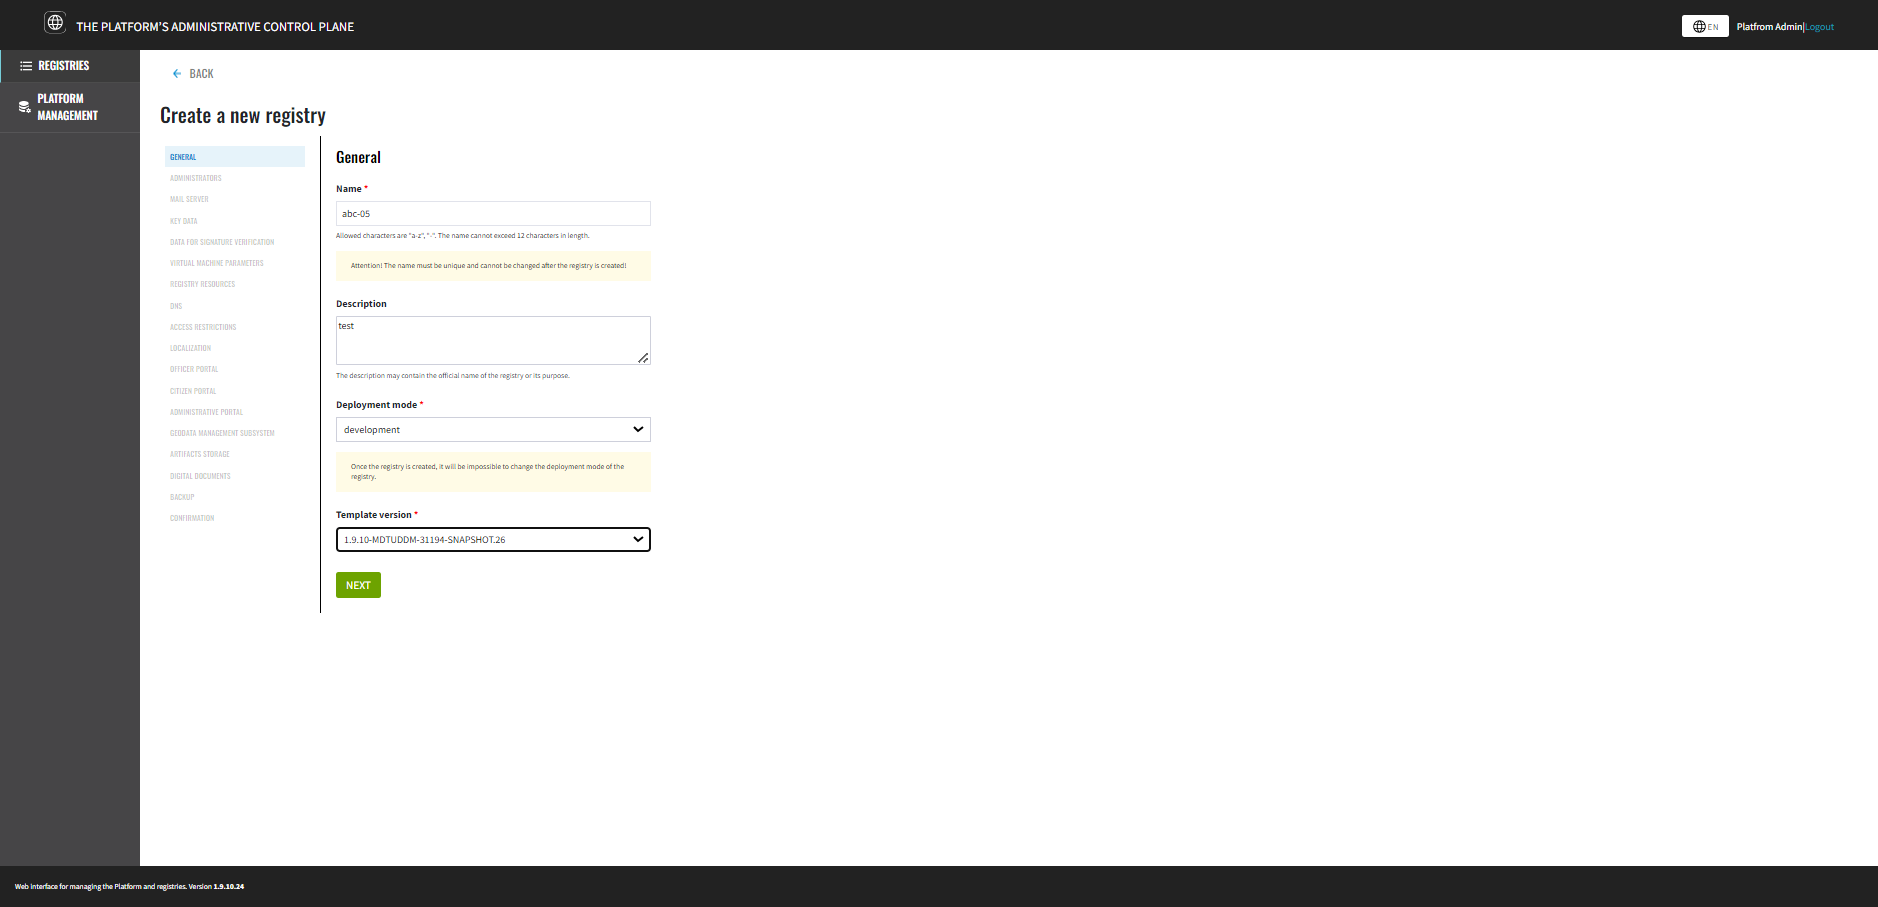 THE PLATFORM'S ADMINISTRATIVE CONTROL PLANE
EN
Platfrom Admin|Logout
REGISTRIES
PLATFORM
MANAGEMENT
BACK
Create a new registry
GENERAL
ADMINISTRATORS
MAIL SERVER
KEY DATA
DATA FOR SIGNATURE VERIFICATION
VIRTUAL MACHINE PARAMETERS
REGISTRY RESOURCES
DNS
ACCESS RESTRICTIONS
LOCALIZATION
OFFICER PORTAL
CITIZEN PORTAL
ADMINISTRATIVE PORTAL
GEODATA MANAGEMENT SUBSYSTEM
ARTIFACTS STORAGE
DIGITAL DOCUMENTS
BACKUP
CONFIRMATION
General
Name *
abc-05
Allowed characters are "a-z", "-". The name cannot exceed 12 characters in length.
Attention! The name must be unique and cannot be changed after the registry is created!
Description
test
The description may contain the official name of the registry or its purpose.
Deployment mode *
development
Once the registry is created, it will be impossible to change the deployment mode of the
registry.
Template version *
1.9.10-MDTUDDM-31194-SNAPSHOT.26
NEXT
Web interface for managing the Platform and registries. Version 1.9.10.24